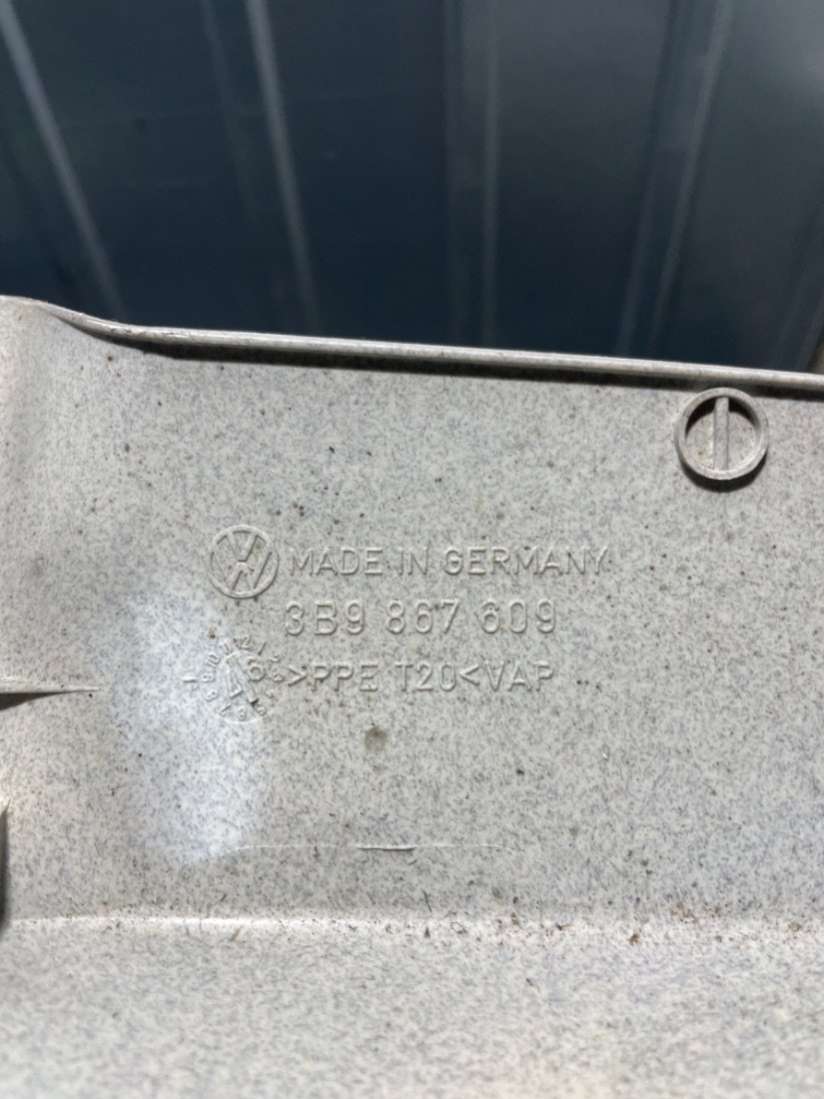 MADE IN GERMANY
3B9 867 609
>PPE T20<VAP